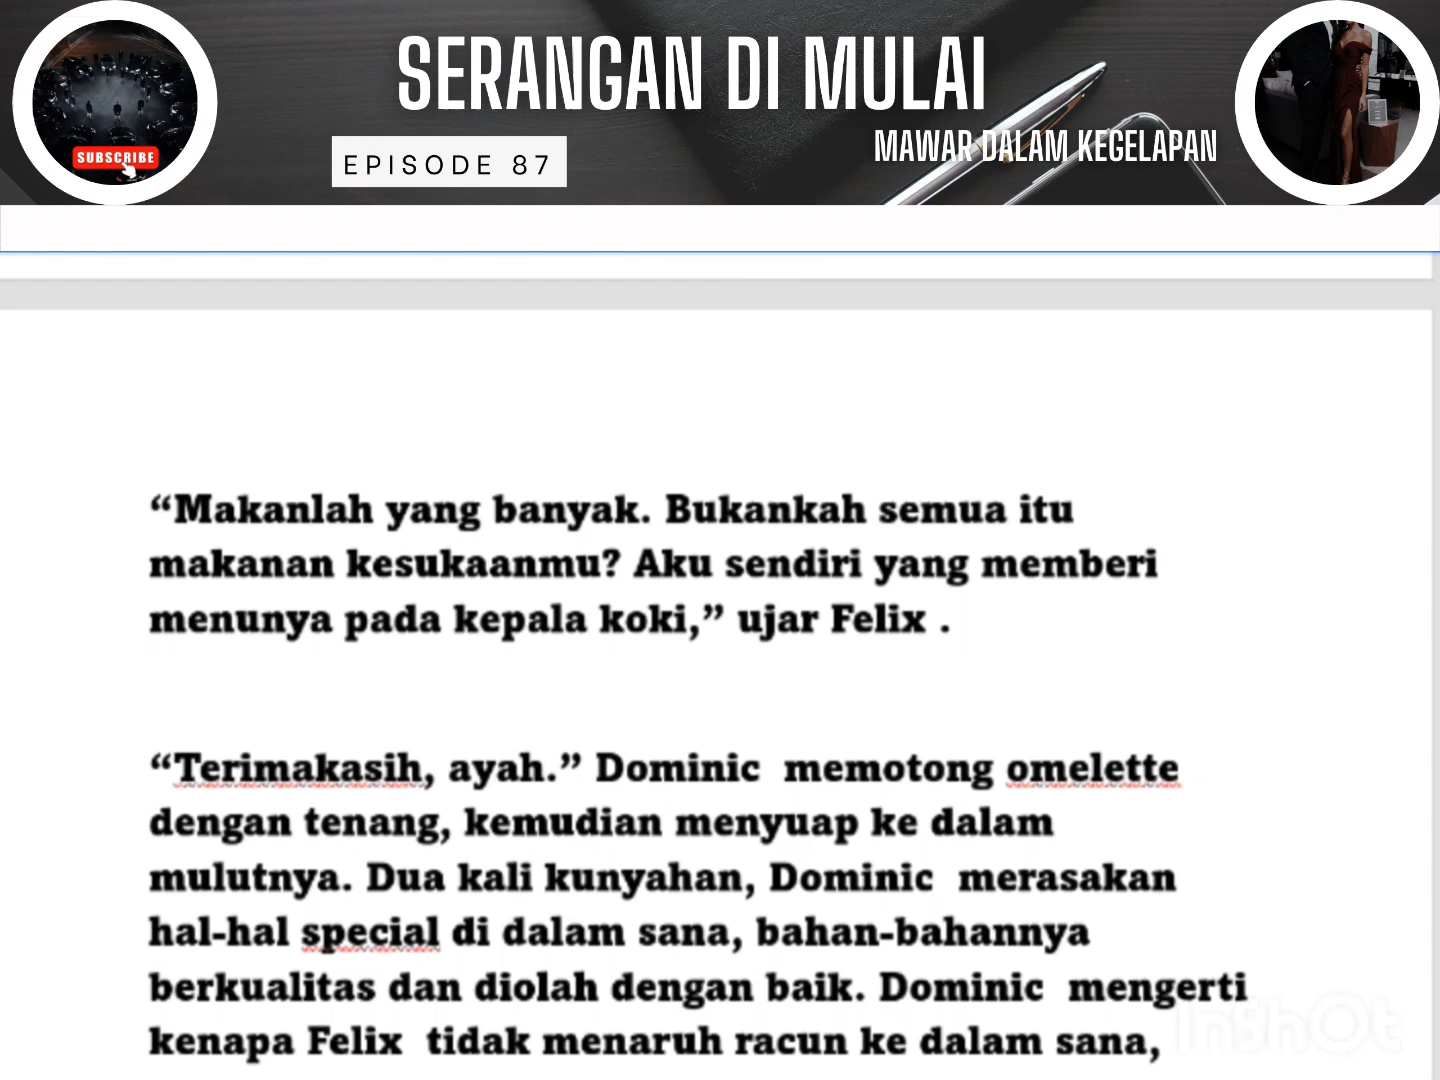 SERANGAN DI MULAI
MAWAR DALAM KEGELAPAN
EPISODE 87
SUBSCRIBE
“Makanlah yang banyak. Bukankah semua itu
makanan kesukaanmu? Aku sendiri yang memberi
menunya pada kepala koki,” ujar Felix .
“Terimakasih, ayah.” Dominic  memotong omelette
dengan tenang, kemudian menyuap ke dalam
mulutnya. Dua kali kunyahan, Dominic  merasakan
hal-hal special di dalam sana, bahan-bahannya
berkualitas dan diolah dengan baik. Dominic  mengerti
kenapa Felix  tidak menaruh racun ke dalam sana,
InShOt